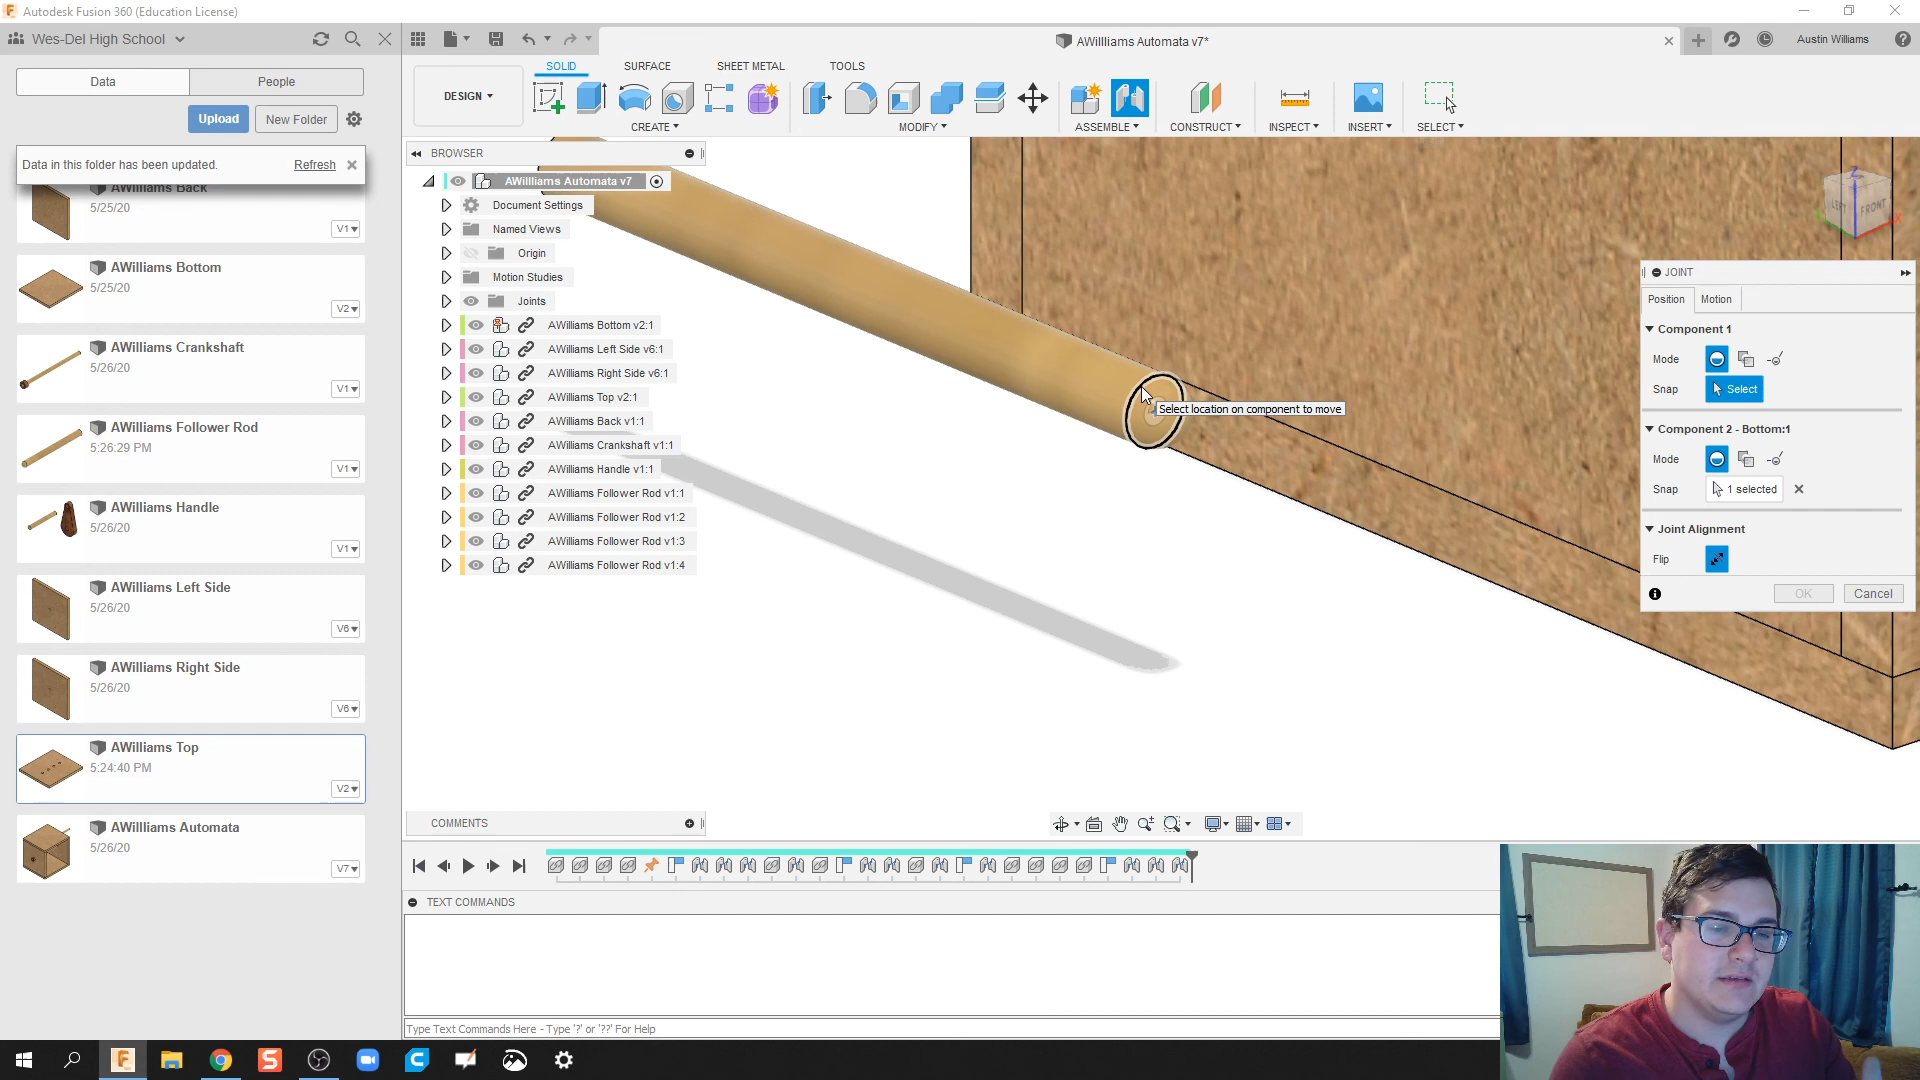 Autodesk Fusion 360 (Education License)
Wes-Del High School
AWillliams Automata v7*
Austin Williams
Data
People
Upload
New Folder
Data in this folder has been updated.
Refresh
AWilliams Back
5/25/20
V1
AWilliams Bottom
5/25/20
V2
AWilliams Crankshaft
5/26/20
V1
AWilliams Follower Rod
5:26:29 PM
V1
AWilliams Handle
5/26/20
V1
AWilliams Left Side
5/26/20
V6
AWilliams Right Side
5/26/20
V6
AWilliams Top
5:24:40 PM
V2
AWillliams Automata
5/26/20
V7
SOLID
SURFACE
SHEET METAL
TOOLS
DESIGN
CREATE
MODIFY
ASSEMBLE
CONSTRUCT
INSPECT
INSERT
SELECT
BROWSER
AWillliams Automata v7
Document Settings
Named Views
Origin
Motion Studies
Joints
AWilliams Bottom v2:1
AWilliams Left Side v6:1
AWilliams Right Side v6:1
AWilliams Top v2:1
AWilliams Back v1:1
AWilliams Crankshaft v1:1
AWilliams Handle v1:1
AWilliams Follower Rod v1:1
AWilliams Follower Rod v1:2
AWilliams Follower Rod v1:3
AWilliams Follower Rod v1:4
Select location on component to move
Z
LEFT
FRONT
X
JOINT
Position
Motion
Component 1
Mode
Snap
Select
Component 2 - Bottom:1
Mode
Snap
1 selected
Joint Alignment
Flip
OK
Cancel
COMMENTS
TEXT COMMANDS
Type Text Commands Here - Type '?' or '??' For Help